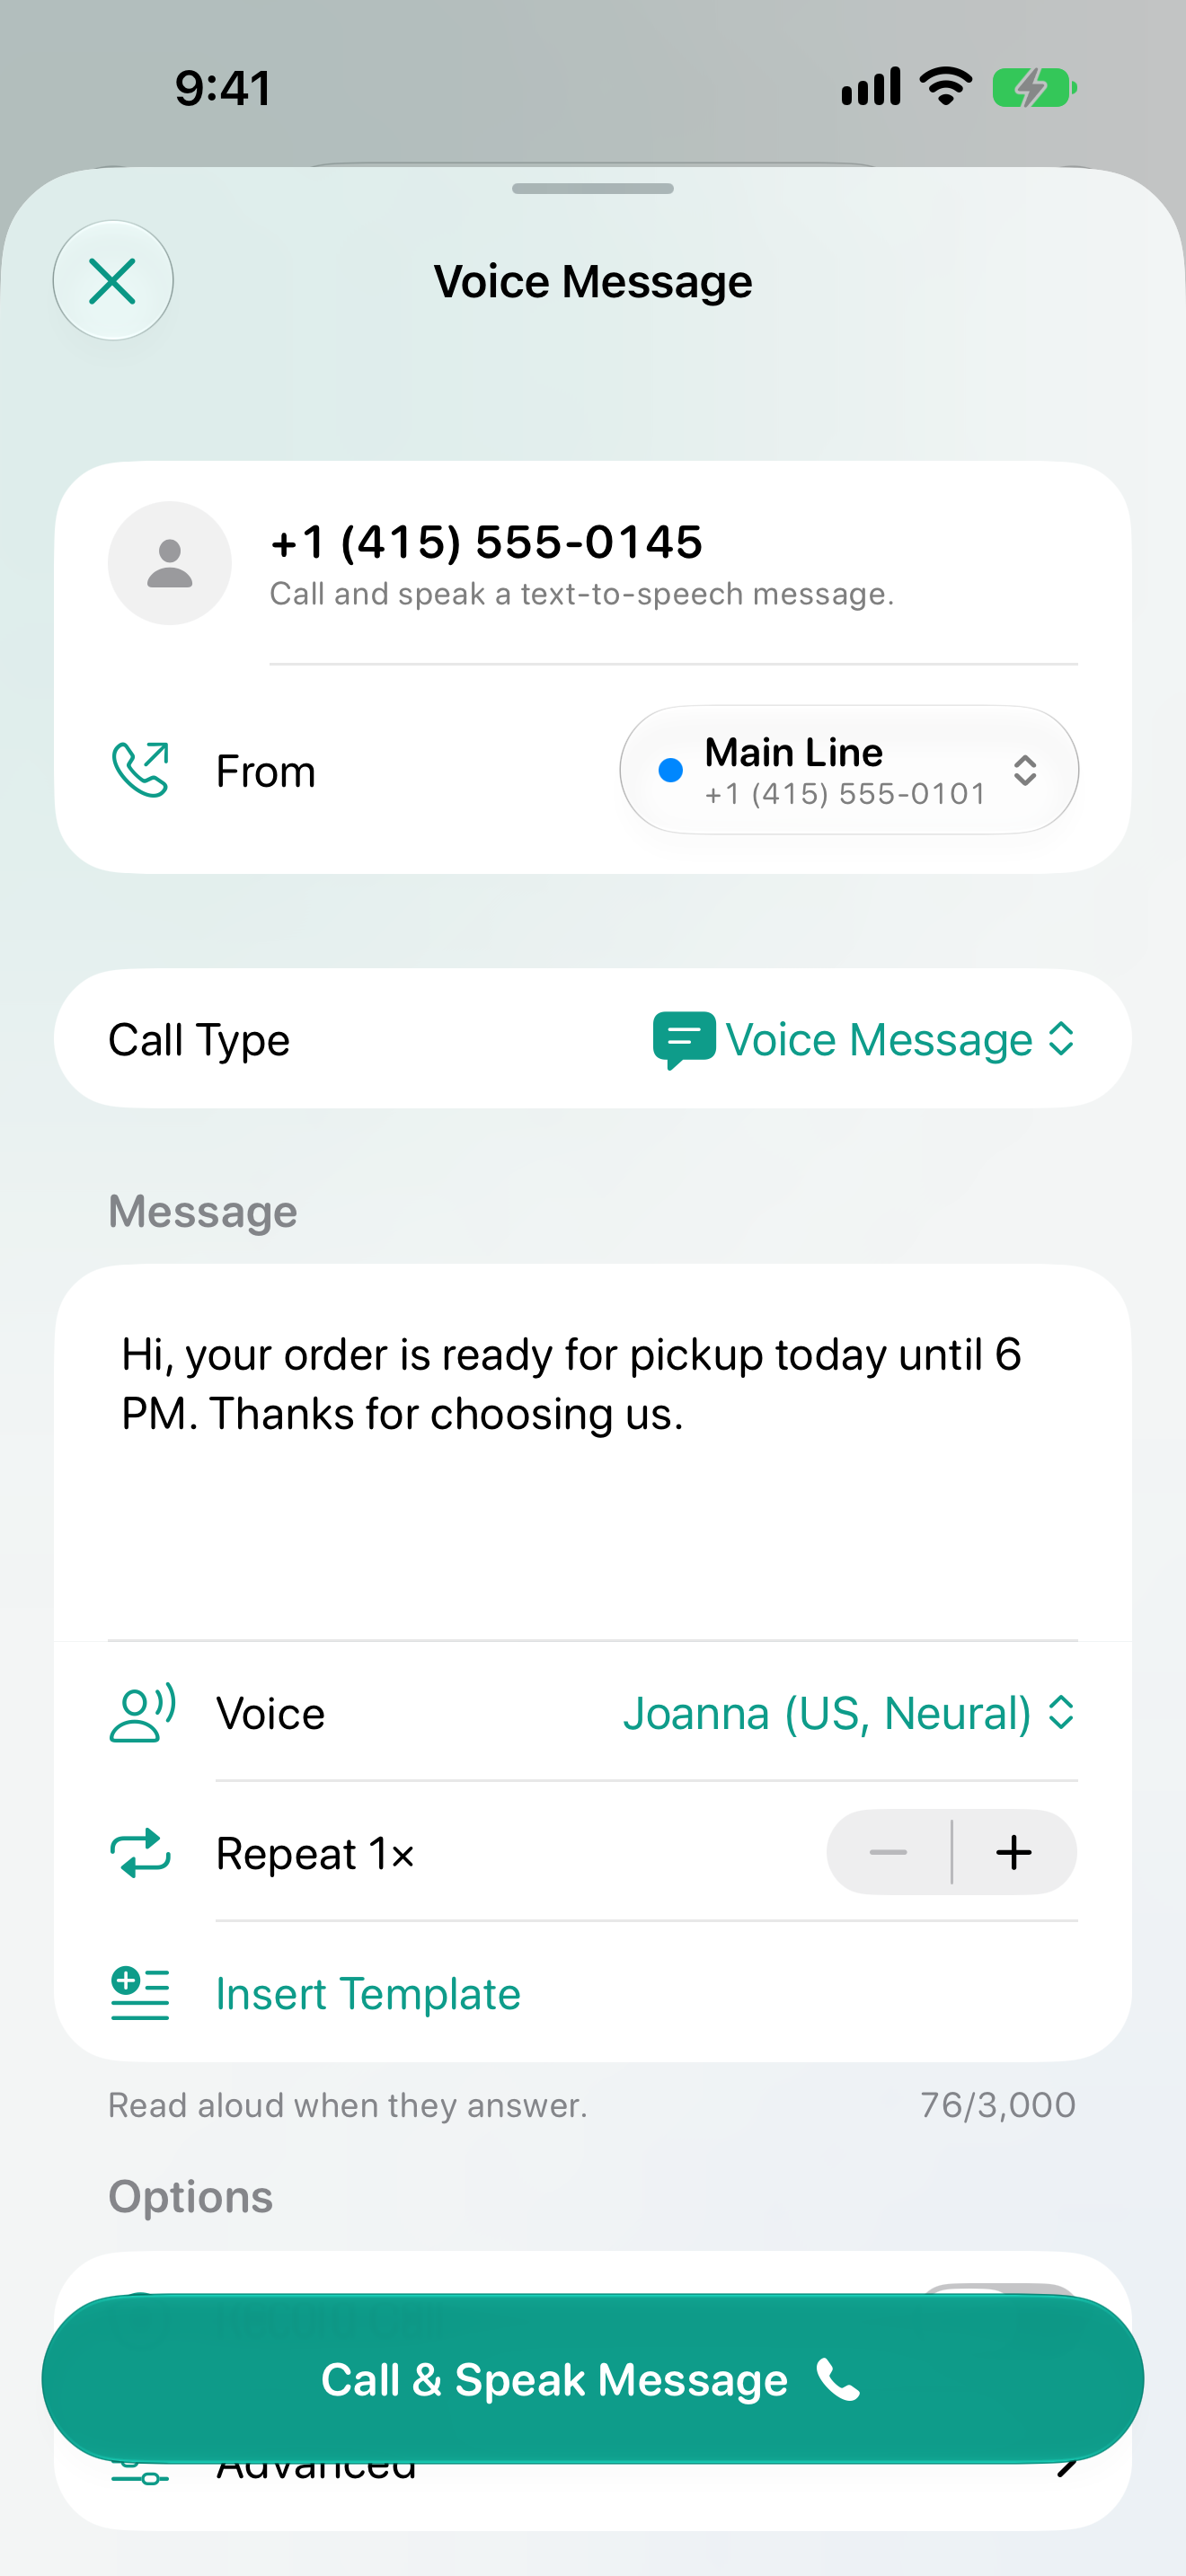 9:41
Voice Message
+1 (415) 555-0145
Call and speak a text-to-speech message.
From
Main Line
+1 (415) 555-0101
Call Type
Voice Message
Message
Hi, your order is ready for pickup today until 6
PM. Thanks for choosing us.
Voice
Joanna (US, Neural)
Repeat 1×
Insert Template
Read aloud when they answer.
76/3,000
Options
Call & Speak Message
Advanced